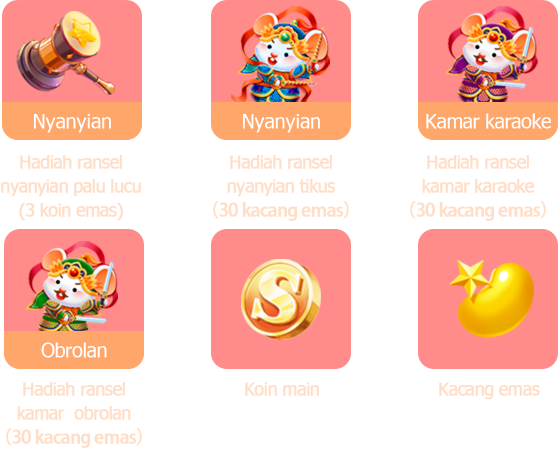 Nyanyian
Hadiah ransel
nyanyian palu lucu
(3 koin emas)
Nyanyian
Hadiah ransel
nyanyian tikus
(30 kacang emas)
Kamar karaoke
Hadiah ransel
kamar karaoke
(30 kacang emas)
Obrolan
Hadiah ransel
kamar obrolan
(30 kacang emas)
S
Koin main
Kacang emas